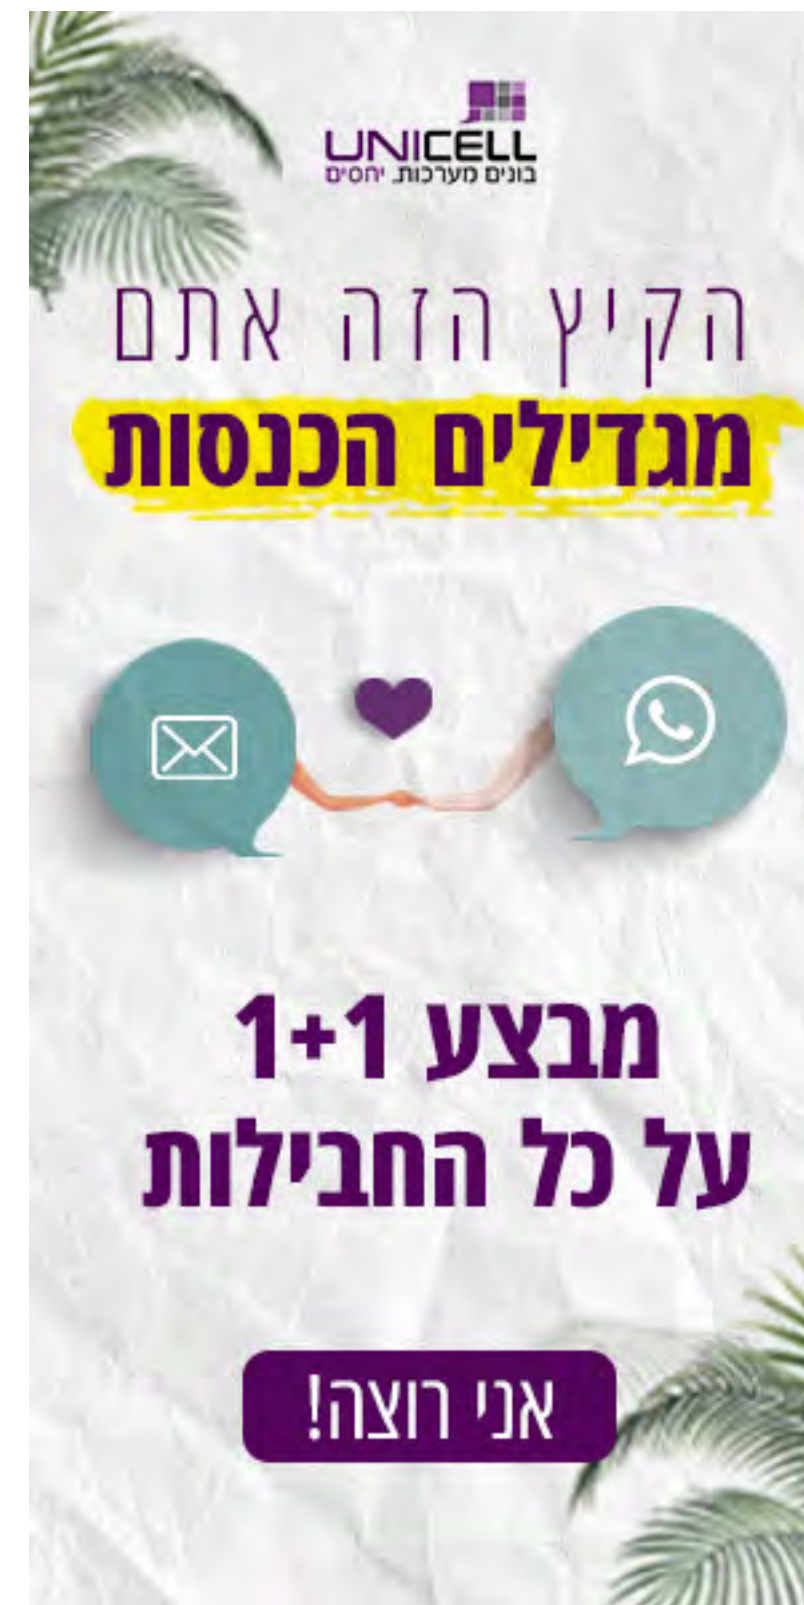 UNICELL
בונים מערכות. יחסים
הקיץ הזה אתם
מגדילים הכנסות
מבצע 1+1
על כל החבילות
אני רוצה!